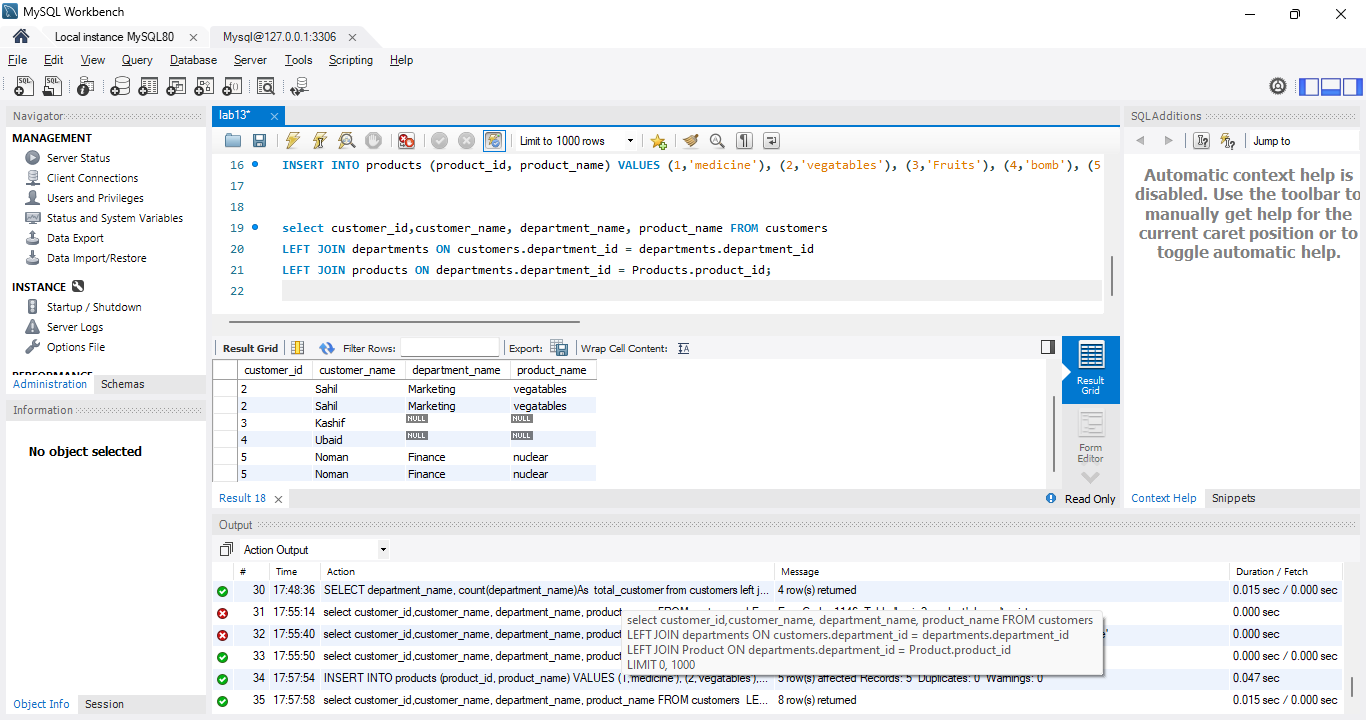 MySQL Workbench
Local instance MySQL80
Mysql@127.0.0.1:3306
File Edit View Query Database Server Tools Scripting Help
Navigator
MANAGEMENT
Server Status
Client Connections
Users and Privileges
Status and System Variables
Data Export
Data Import/Restore
INSTANCE
Startup / Shutdown
Server Logs
Options File
PERFORMANCE
Administration Schemas
Information
No object selected
Object Info Session
lab13*
Limit to 1000 rows
16 INSERT INTO products (product_id, product_name) VALUES (1,'medicine'), (2,'vegatables'), (3,'Fruits'), (4,'bomb'), (5
17
18
19 select customer_id,customer_name, department_name, product_name FROM customers
20 LEFT JOIN departments ON customers.department_id = departments.department_id
21 LEFT JOIN products ON departments.department_id = Products.product_id;
22
Result Grid Filter Rows: Export: Wrap Cell Content:
customer_id customer_name department_name product_name
2 Sahil Marketing vegatables
2 Sahil Marketing vegatables
3 Kashif NULL NULL
4 Ubaid NULL NULL
5 Noman Finance nuclear
5 Noman Finance nuclear
Result Grid
Form Editor
Result 18
Read Only
SQLAdditions
Jump to
Automatic context help is
disabled. Use the toolbar to
manually get help for the
current caret position or to
toggle automatic help.
Context Help Snippets
Output
Action Output
# Time Action Message Duration / Fetch
30 17:48:36 SELECT department_name, count(department_name)As total_customer from customers left j... 4 row(s) returned 0.015 sec / 0.000 sec
31 17:55:14 select customer_id,customer_name, department_name, product 0.000 sec
32 17:55:40 select customer_id,customer_name, department_name, product 0.000 sec
33 17:55:50 select customer_id,customer_name, department_name, product 0.000 sec / 0.000 sec
34 17:57:54 INSERT INTO products (product_id, product_name) VALUES (1,'medicine'), (2,'vegatables'),... 5 row(s) affected Records: 5 Duplicates: 0 Warnings: 0 0.047 sec
35 17:57:58 select customer_id,customer_name, department_name, product_name FROM customers LE... 8 row(s) returned 0.015 sec / 0.000 sec
select customer_id,customer_name, department_name, product_name FROM customers
LEFT JOIN departments ON customers.department_id = departments.department_id
LEFT JOIN Product ON departments.department_id = Product.product_id
LIMIT 0, 1000